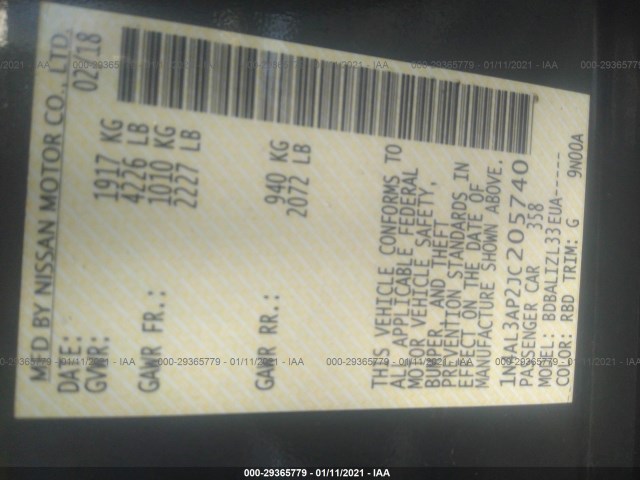 MFD BY NISSAN MOTOR CO., LTD.
DATE: 02/18
GVWR: 1917 KG
4226 LB
GAWR FR.: 1010 KG
2227 LB
GAWR RR.: 940 KG
2072 LB
THIS VEHICLE CONFORMS TO
ALL APPLICABLE FEDERAL
MOTOR VEHICLE SAFETY,
BUMPER, AND THEFT
PREVENTION STANDARDS IN
EFFECT ON THE DATE OF
MANUFACTURE SHOWN ABOVE.
1N4AL3AP2JC205740
PASSENGER CAR 358
MODEL: BDBALIZL33EUA-----
COLOR: RBD TRIM: G 9N00A
000-29365779 - 01/11/2021 - IAA